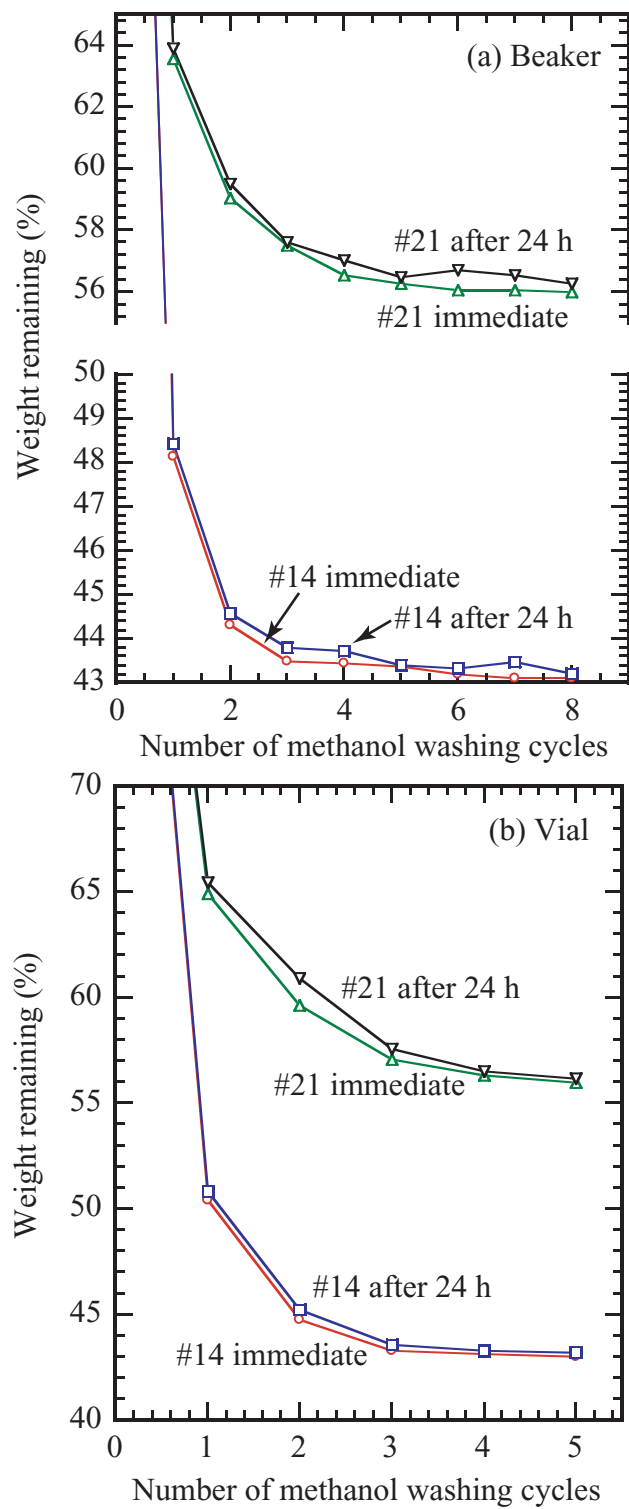 (a) Beaker
64
62
60
58
56
#21 after 24 h
#21 immediate
Weight remaining (%)
50
49
48
47
46
45
44
43
#14 immediate
#14 after 24 h
0 2 4 6 8
Number of methanol washing cycles
(b) Vial
70
65
60
55
50
45
40
Weight remaining (%)
#21 after 24 h
#21 immediate
#14 after 24 h
#14 immediate
0 1 2 3 4 5
Number of methanol washing cycles